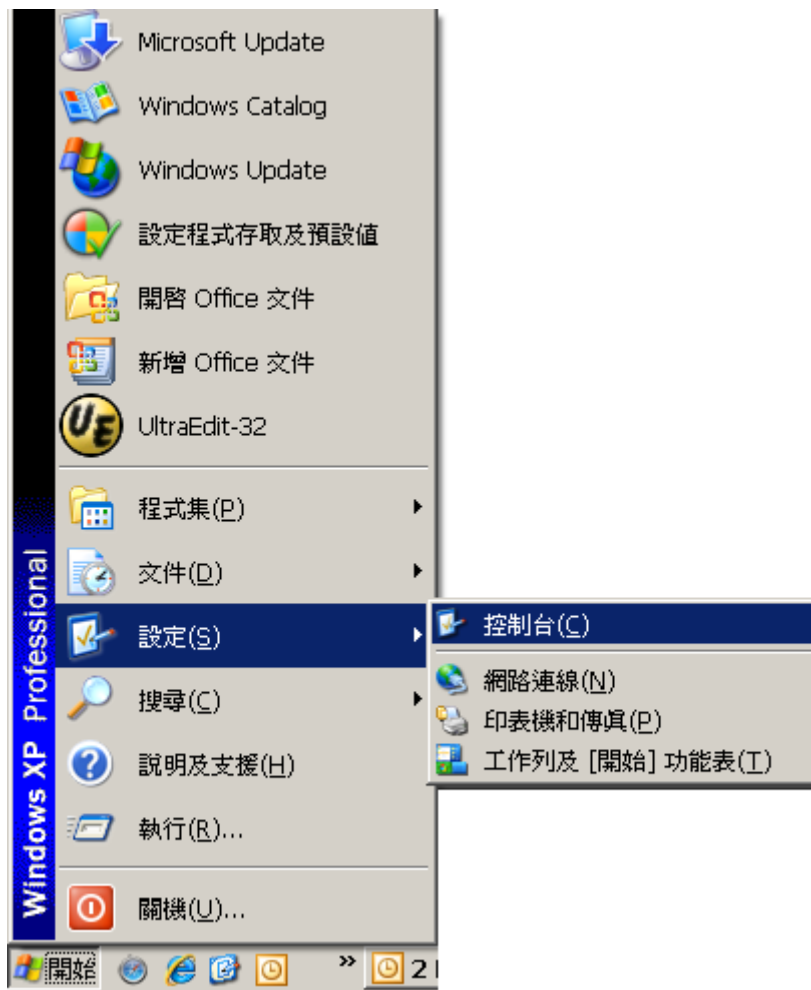 Microsoft Update
Windows Catalog
Windows Update
設定程式存取及預設值
開啓 Office 文件
新增 Office 文件
UltraEdit-32
程式集(P)
文件(D)
設定(S)
搜尋(C)
說明及支援(H)
執行(R)...
關機(U)...
控制台(C)
網路連線(N)
印表機和傳眞(P)
工作列及 [開始] 功能表(T)
Windows XP Professional
開始
2